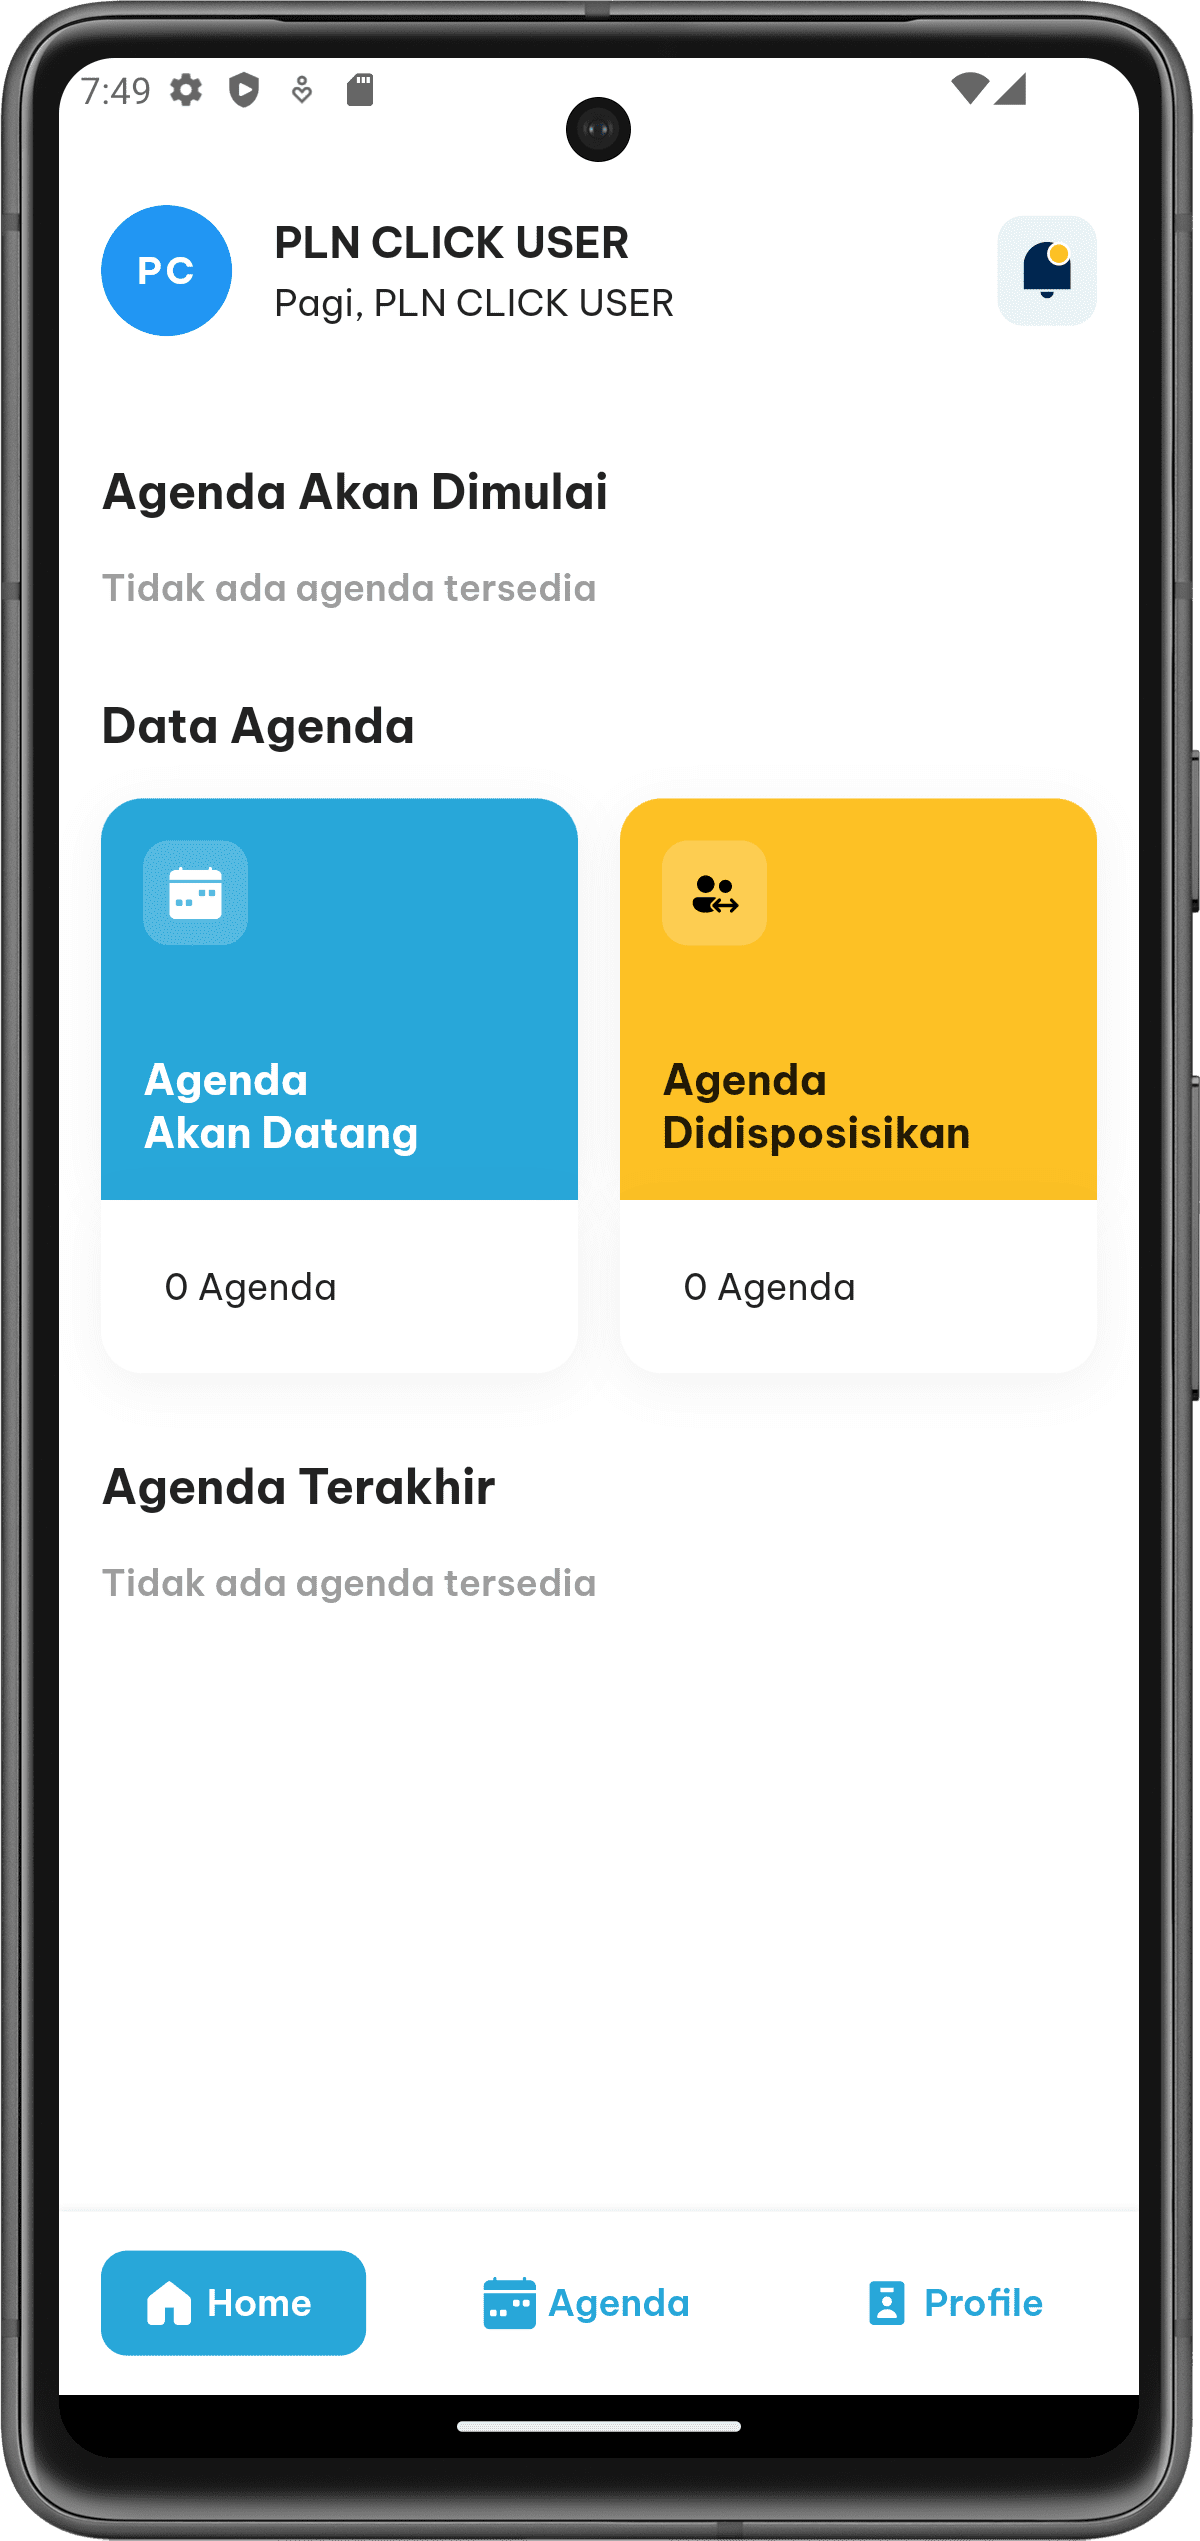 7:49
PC
PLN CLICK USER
Pagi, PLN CLICK USER
Agenda Akan Dimulai
Tidak ada agenda tersedia
Data Agenda
Agenda
Akan Datang
0 Agenda
Agenda
Didisposisikan
0 Agenda
Agenda Terakhir
Tidak ada agenda tersedia
Home
Agenda
Profile